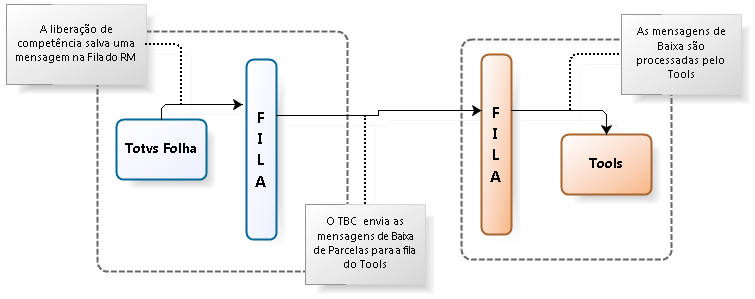 A liberação de
competência salva uma
mensagem na Fila do RM
As mensagens de
Baixa são
processadas pelo
Tools
F
I
L
A
Totvs Folha
F
I
L
A
Tools
O TBC envia as
mensagens de Baixa
de Parcelas para a fila
do Tools